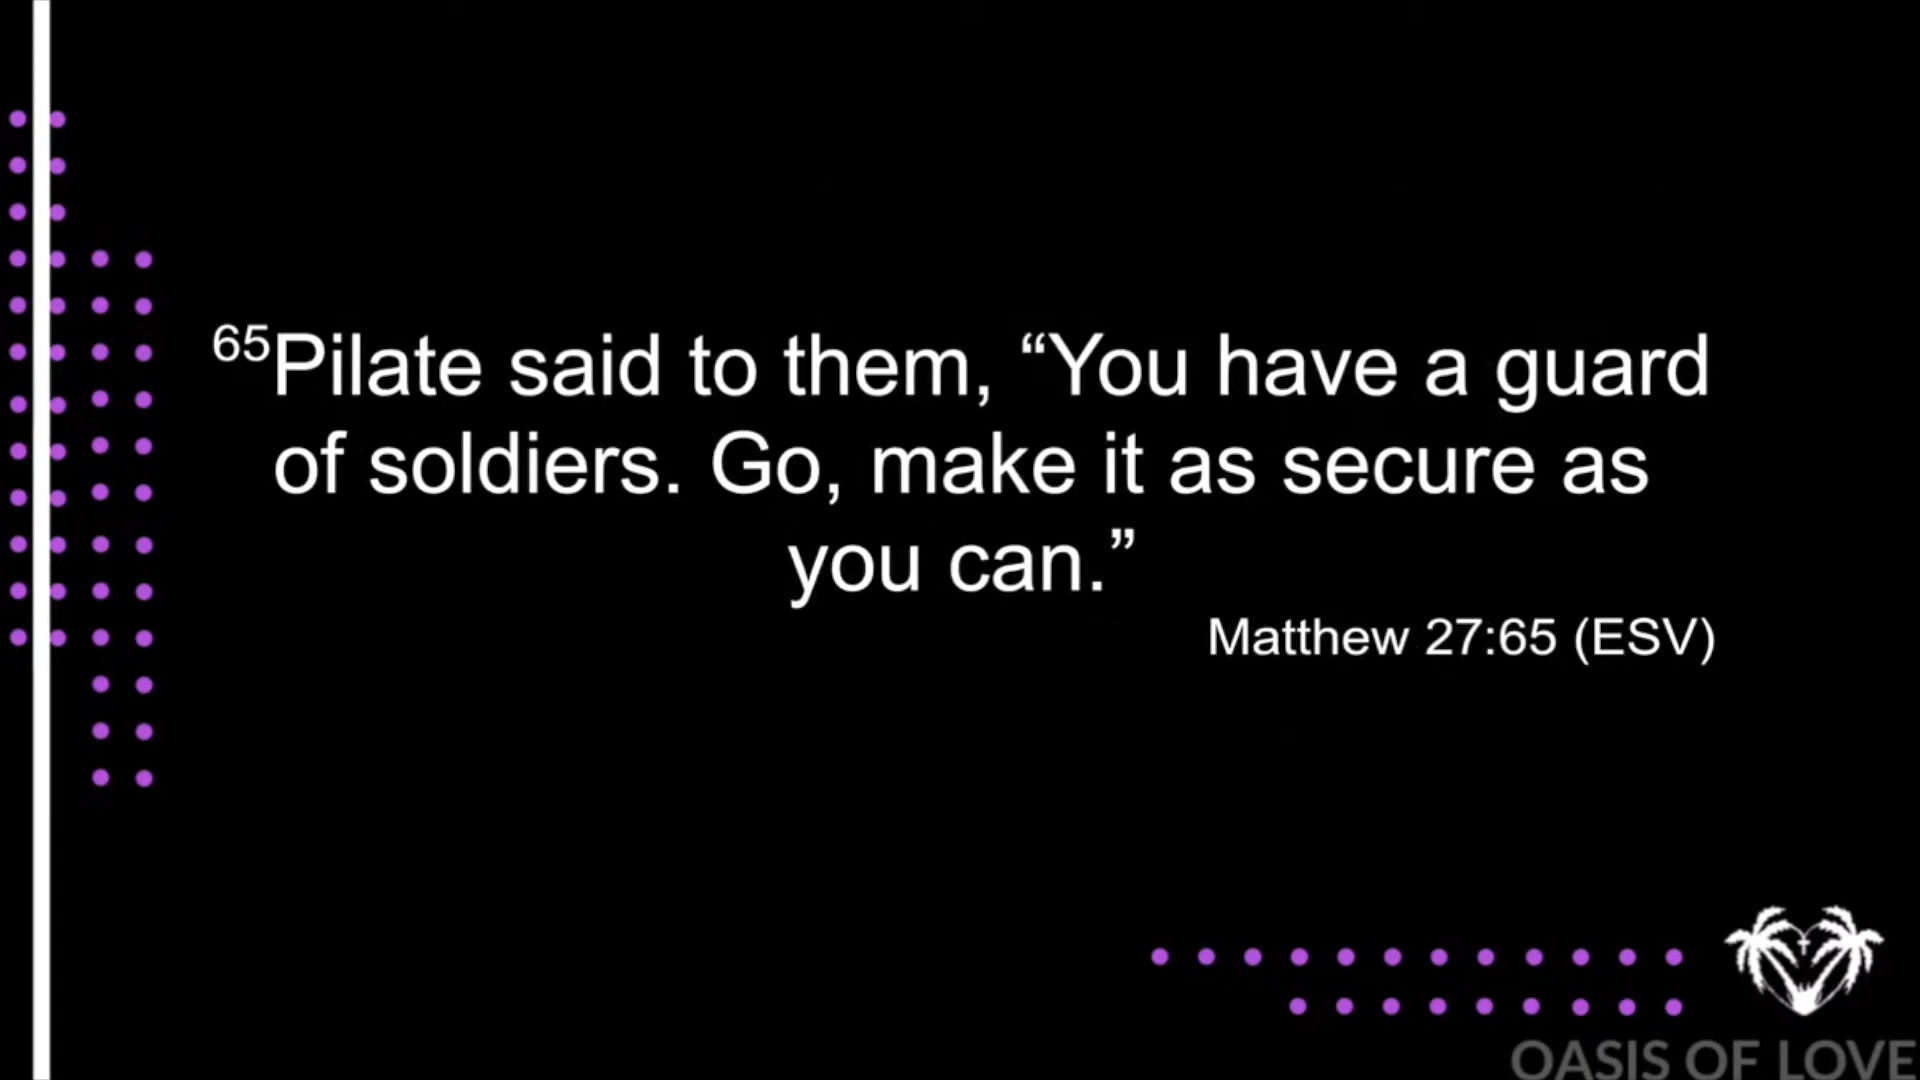 ⁶⁵Pilate said to them, “You have a guard
of soldiers. Go, make it as secure as
you can.”
Matthew 27:65 (ESV)
OASIS OF LOVE